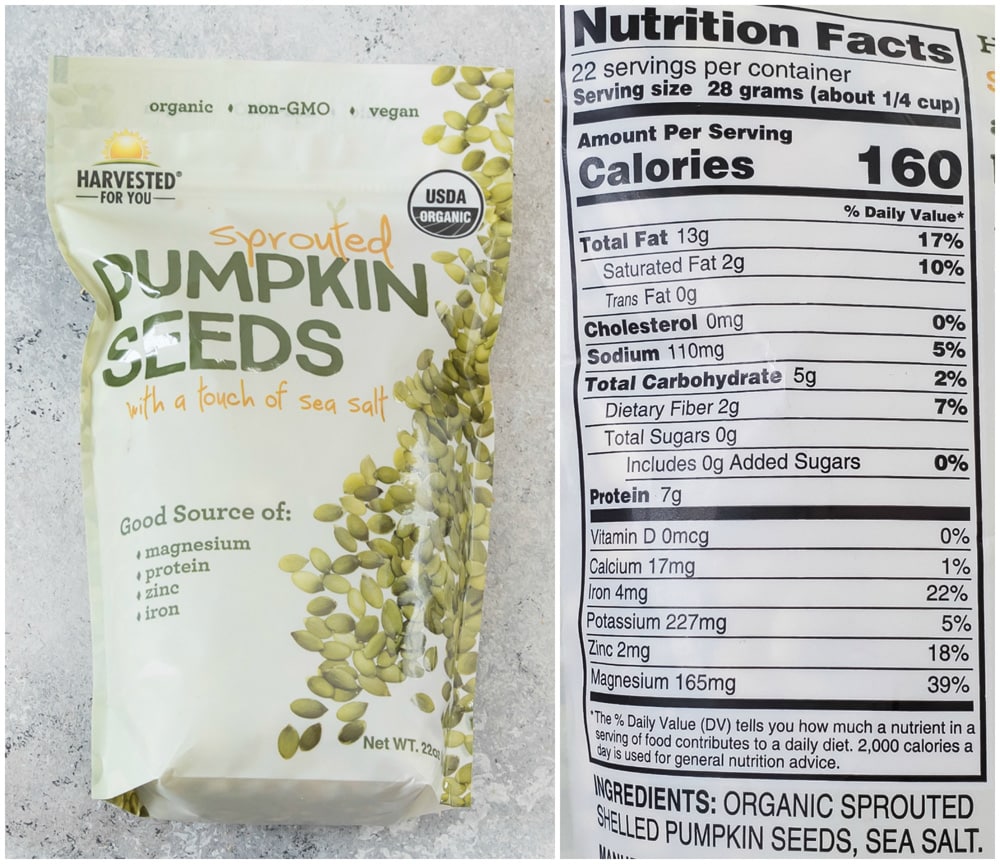 organic ♦ non-GMO ♦ vegan
HARVESTED®
FOR YOU
USDA
ORGANIC
sprouted
PUMPKIN
SEEDS
with a touch of sea salt
Good Source of:
♦ magnesium
♦ protein
♦ zinc
♦ iron
Net WT. 22oz
Nutrition Facts
22 servings per container
Serving size 28 grams (about 1/4 cup)
Amount Per Serving
Calories 160
% Daily Value*
Total Fat 13g 17%
Saturated Fat 2g 10%
Trans Fat 0g
Cholesterol 0mg 0%
Sodium 110mg 5%
Total Carbohydrate 5g 2%
Dietary Fiber 2g 7%
Total Sugars 0g
Includes 0g Added Sugars 0%
Protein 7g
Vitamin D 0mcg 0%
Calcium 17mg 1%
Iron 4mg 22%
Potassium 227mg 5%
Zinc 2mg 18%
Magnesium 165mg 39%
*The % Daily Value (DV) tells you how much a nutrient in a
serving of food contributes to a daily diet. 2,000 calories a
day is used for general nutrition advice.
INGREDIENTS: ORGANIC SPROUTED
SHELLED PUMPKIN SEEDS, SEA SALT.